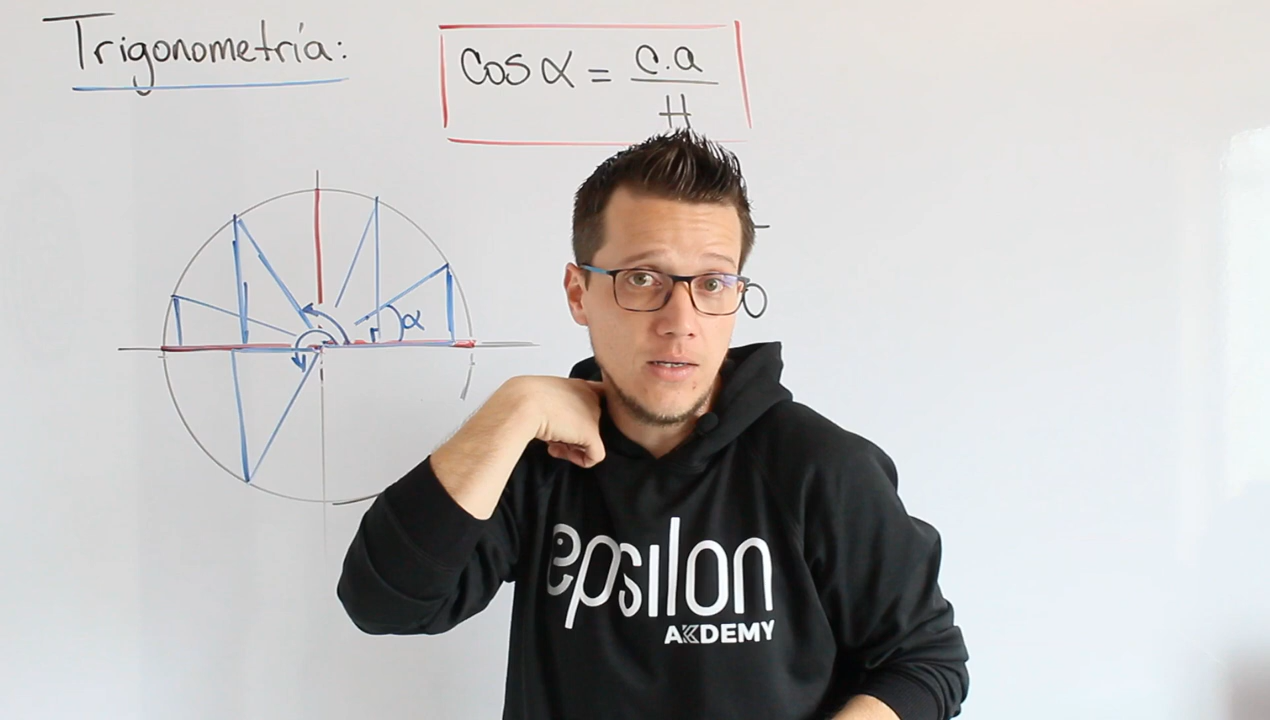 Trigonometría:
cos α = c.a
H
α
epsilon
AKDEMY